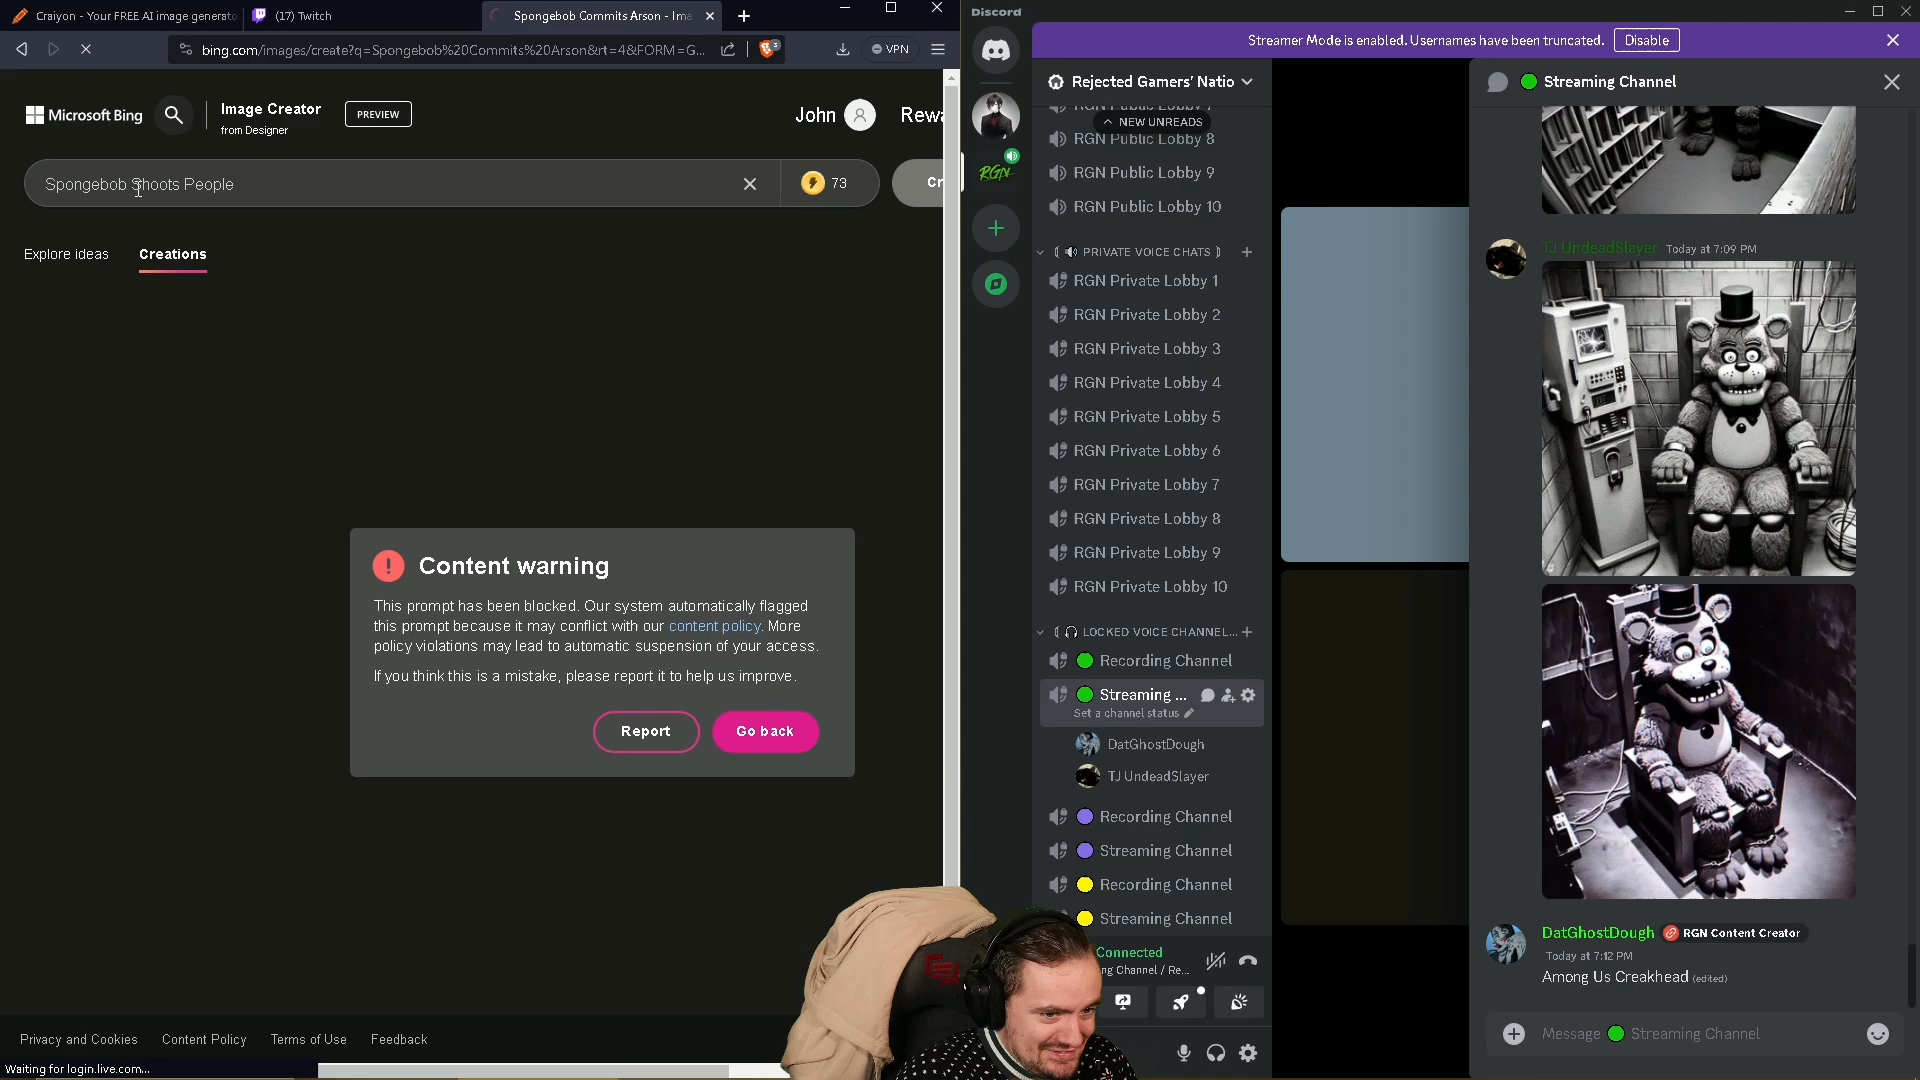 Craiyon - Your FREE AI image generato
(17) Twitch
Spongebob Commits Arson - Ima
bing.com/images/create?q=Spongebob%20Commits%20Arson&rt=4&FORM=G...
3
VPN
Microsoft Bing
Image Creator
from Designer
PREVIEW
John
Rewa
Spongebob Shoots People
73
Cr
Explore ideas
Creations
Content warning
This prompt has been blocked. Our system automatically flagged
this prompt because it may conflict with our content policy. More
policy violations may lead to automatic suspension of your access.
If you think this is a mistake, please report it to help us improve.
Report
Go back
Privacy and Cookies
Content Policy
Terms of Use
Feedback
Waiting for login.live.com...
Discord
Streamer Mode is enabled. Usernames have been truncated.
Disable
RGN
Rejected Gamers' Natio
RGN Public Lobby 7
NEW UNREADS
RGN Public Lobby 8
RGN Public Lobby 9
RGN Public Lobby 10
PRIVATE VOICE CHATS
RGN Private Lobby 1
RGN Private Lobby 2
RGN Private Lobby 3
RGN Private Lobby 4
RGN Private Lobby 5
RGN Private Lobby 6
RGN Private Lobby 7
RGN Private Lobby 8
RGN Private Lobby 9
RGN Private Lobby 10
LOCKED VOICE CHANNEL...
Recording Channel
Streaming ...
Set a channel status
DatGhostDough
TJ UndeadSlayer
Recording Channel
Streaming Channel
Recording Channel
Streaming Channel
Connected
ng Channel / Re...
Streaming Channel
TJ UndeadSlayer Today at 7:09 PM
DatGhostDough RGN Content Creator
Today at 7:12 PM
Among Us Creakhead (edited)
Message Streaming Channel